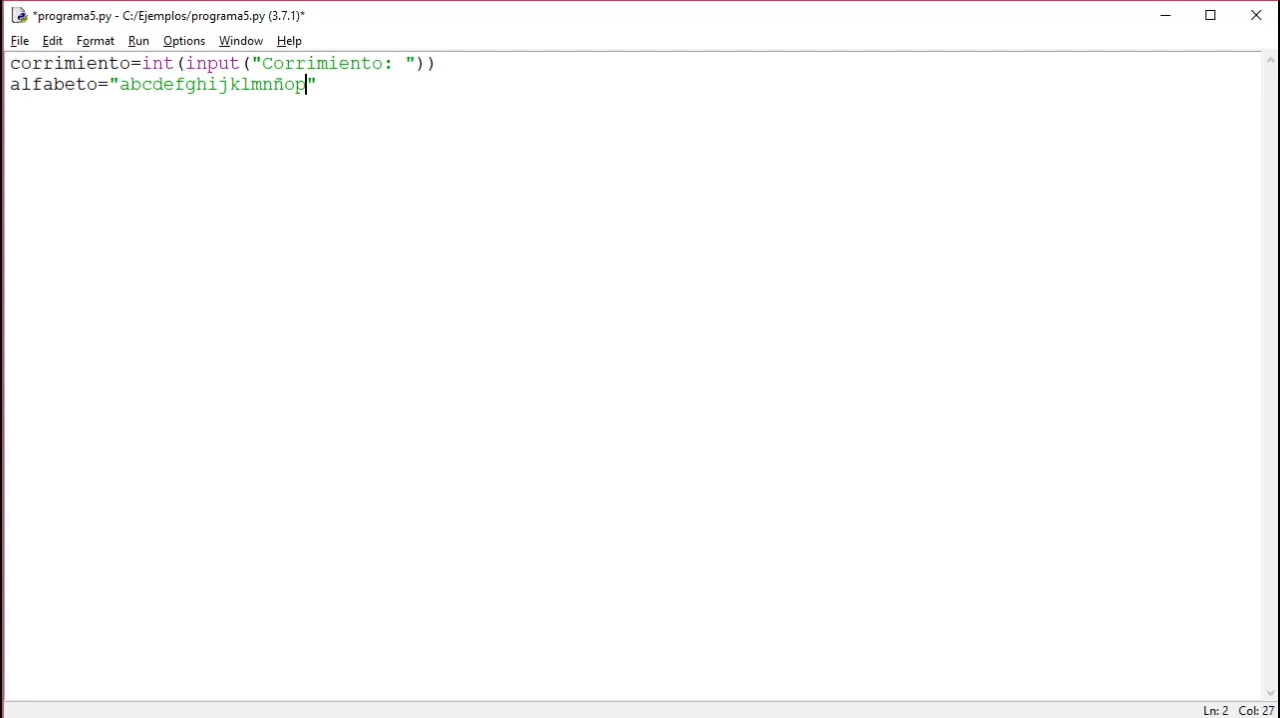 *programa5.py - C:/Ejemplos/programa5.py (3.7.1)*
File Edit Format Run Options Window Help
corrimiento=int(input("Corrimiento: "))
alfabeto="abcdefghijklmnñop"
Ln: 2 Col: 27